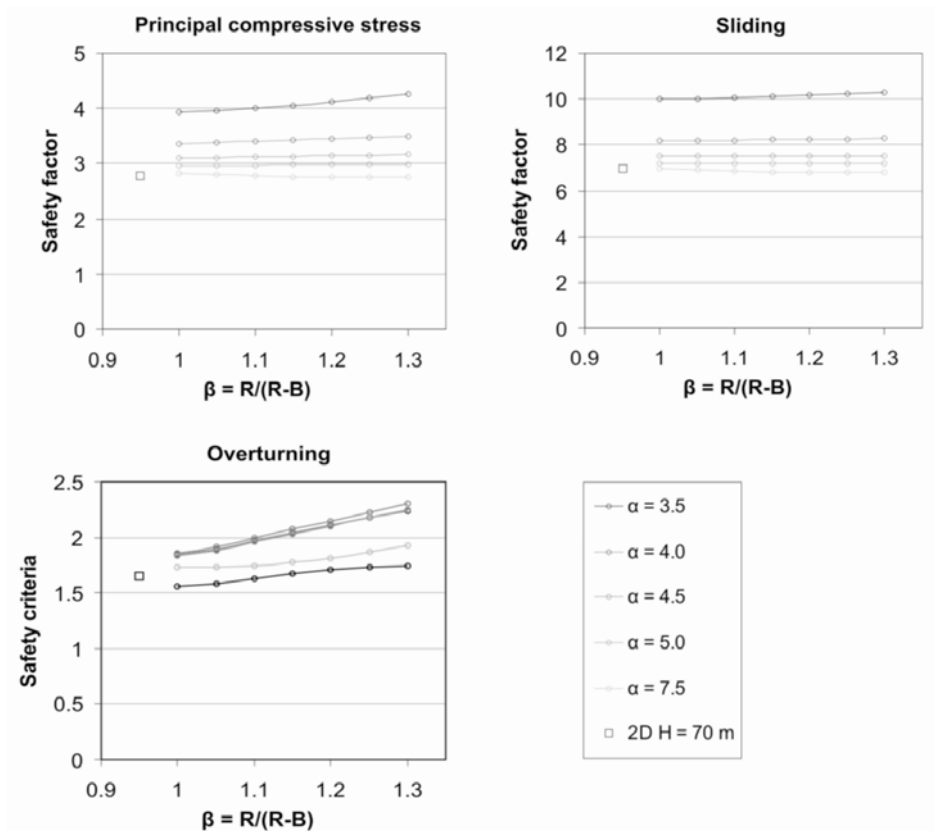 Principal compressive stress
5
4
3
2
1
0
Safety factor
0.9 1 1.1 1.2 1.3
β = R/(R-B)
Sliding
12
10
8
6
4
2
0
Safety factor
0.9 1 1.1 1.2 1.3
β = R/(R-B)
Overturning
2.5
2
1.5
1
0.5
0
Safety criteria
0.9 1 1.1 1.2 1.3
β = R/(R-B)
α = 3.5
α = 4.0
α = 4.5
α = 5.0
α = 7.5
2D H = 70 m